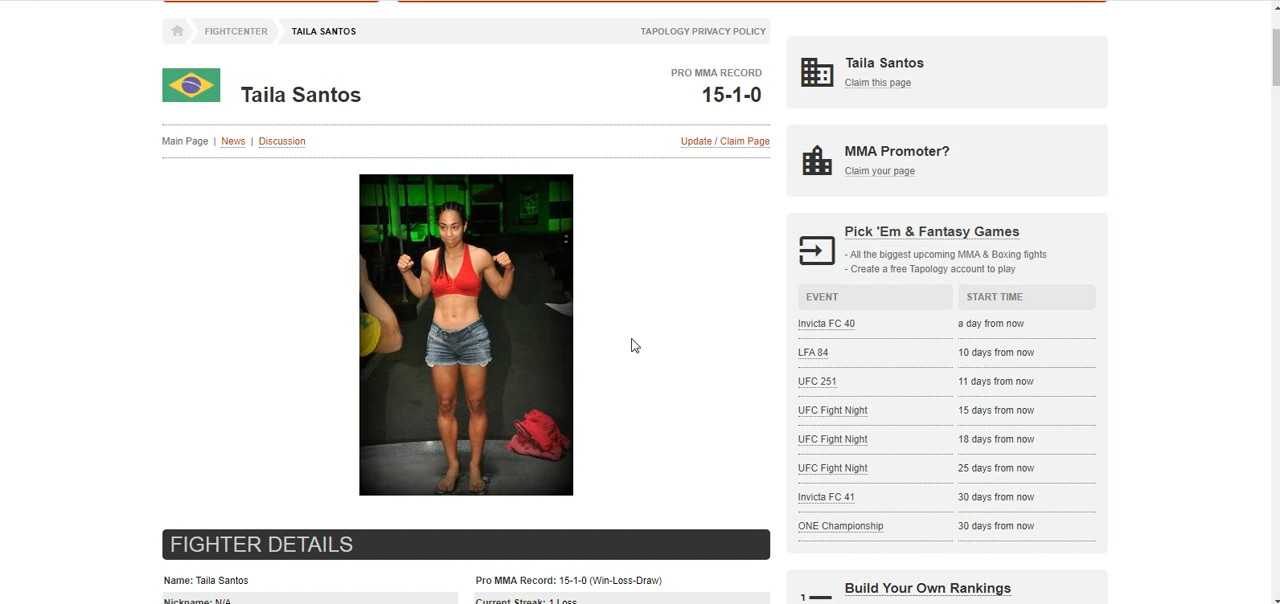 FIGHTCENTER
TAILA SANTOS
TAPOLOGY PRIVACY POLICY
Taila Santos
PRO MMA RECORD
15-1-0
Main Page | News | Discussion
Update / Claim Page
FIGHTER DETAILS
Name: Taila Santos
Pro MMA Record: 15-1-0 (Win-Loss-Draw)
Nickname: N/A
Current Streak: 1 Loss
Taila Santos
Claim this page
MMA Promoter?
Claim your page
Pick 'Em & Fantasy Games
- All the biggest upcoming MMA & Boxing fights
- Create a free Tapology account to play
EVENT START TIME
Invicta FC 40 a day from now
LFA 84 10 days from now
UFC 251 11 days from now
UFC Fight Night 15 days from now
UFC Fight Night 18 days from now
UFC Fight Night 25 days from now
Invicta FC 41 30 days from now
ONE Championship 30 days from now
1
Build Your Own Rankings